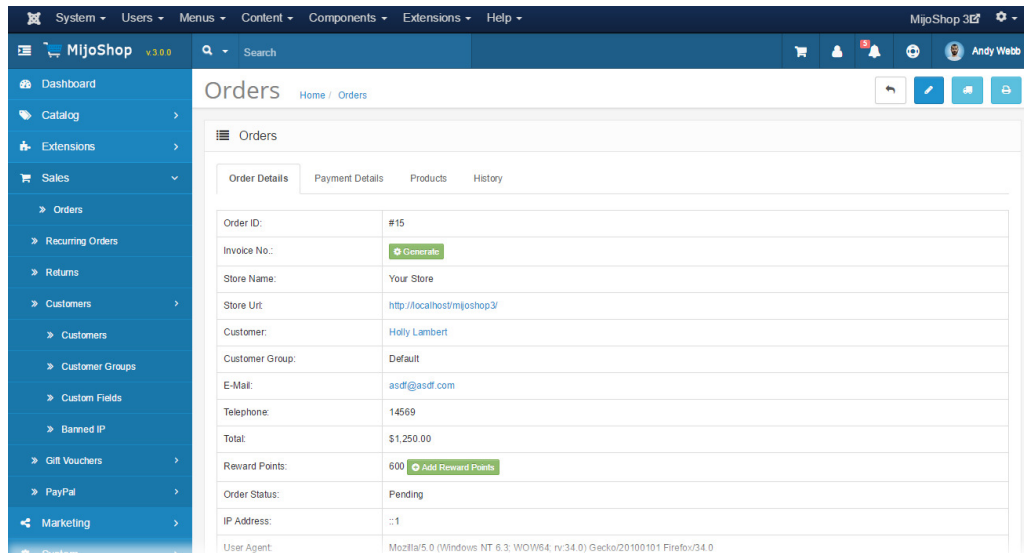 System Users Menus Content Components Extensions Help MijoShop 3
MijoShop v.3.0.0 Search 5 Andy Webb
Dashboard
Catalog
Extensions
Sales
Orders
Recurring Orders
Returns
Customers
Customers
Customer Groups
Custom Fields
Banned IP
Gift Vouchers
PayPal
Marketing
System
Orders Home / Orders
Orders
Order Details Payment Details Products History
Order ID: #15
Invoice No.: Generate
Store Name: Your Store
Store Url: http://localhost/mijoshop3/
Customer: Holly Lambert
Customer Group: Default
E-Mail: asdf@asdf.com
Telephone: 14569
Total: $1,250.00
Reward Points: 600 Add Reward Points
Order Status: Pending
IP Address: ::1
User Agent: Mozilla/5.0 (Windows NT 6.3; WOW64; rv:34.0) Gecko/20100101 Firefox/34.0